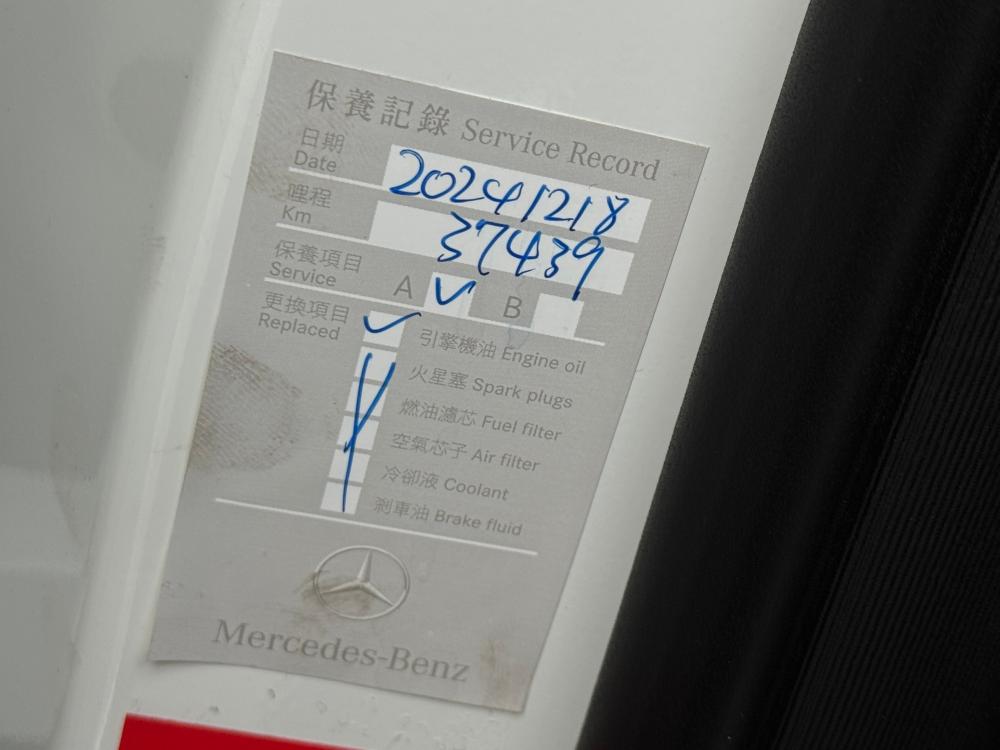 保養記錄 Service Record
日期
Date
20241218
哩程
Km
37439
保養項目
Service
A ✓ B
更換項目
Replaced
✓ 引擎機油 Engine oil
火星塞 Spark plugs
燃油濾芯 Fuel filter
空氣芯子 Air filter
冷卻液 Coolant
剎車油 Brake fluid
Mercedes-Benz